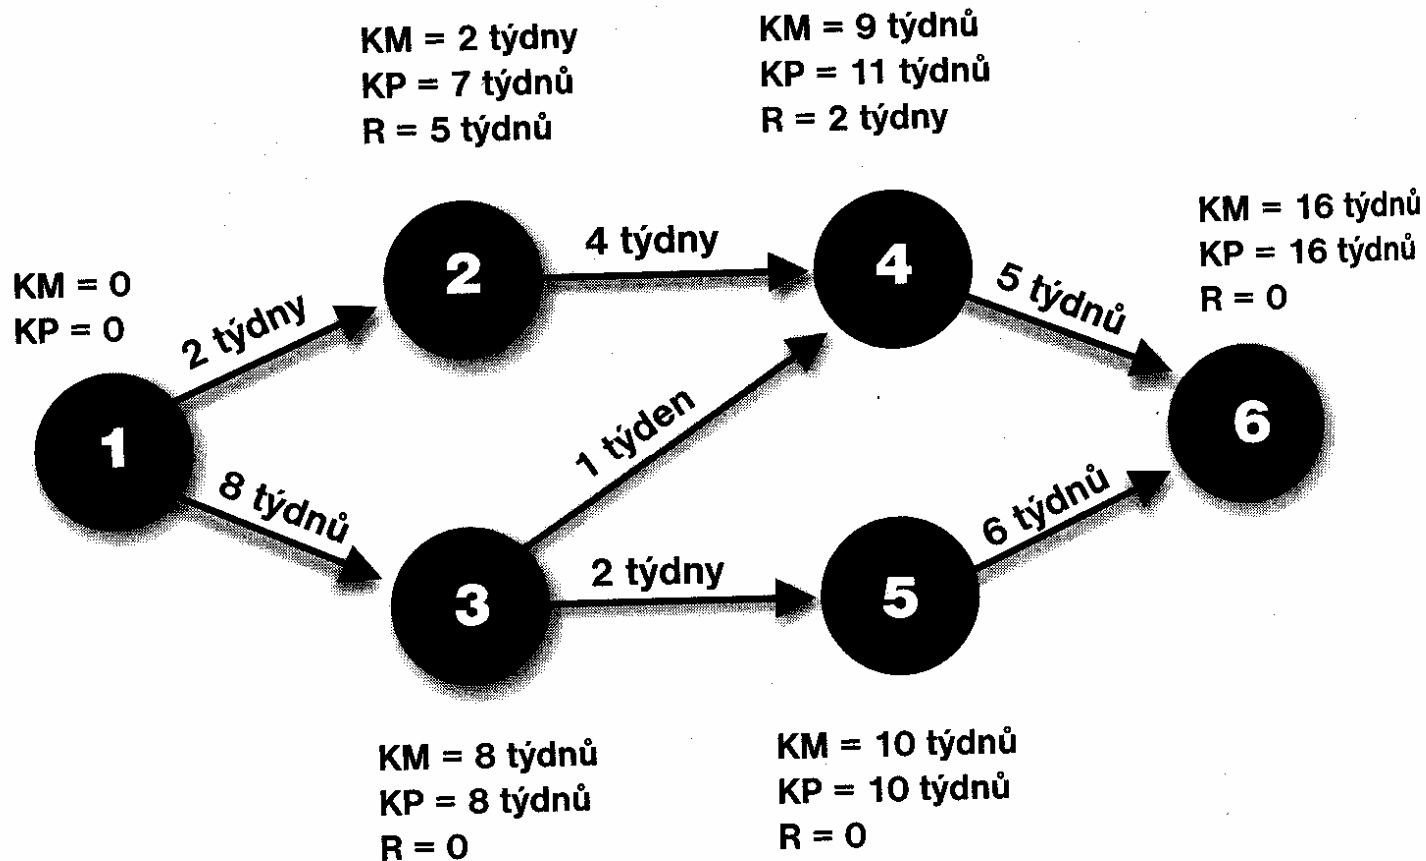 KM = 2 týdny
KP = 7 týdnů
R = 5 týdnů
KM = 9 týdnů
KP = 11 týdnů
R = 2 týdny
KM = 16 týdnů
KP = 16 týdnů
R = 0
KM = 0
KP = 0
2 týdny
2
4 týdny
4
5 týdnů
1
8 týdnů
1 týden
6
3
2 týdny
5
6 týdnů
KM = 8 týdnů
KP = 8 týdnů
R = 0
KM = 10 týdnů
KP = 10 týdnů
R = 0